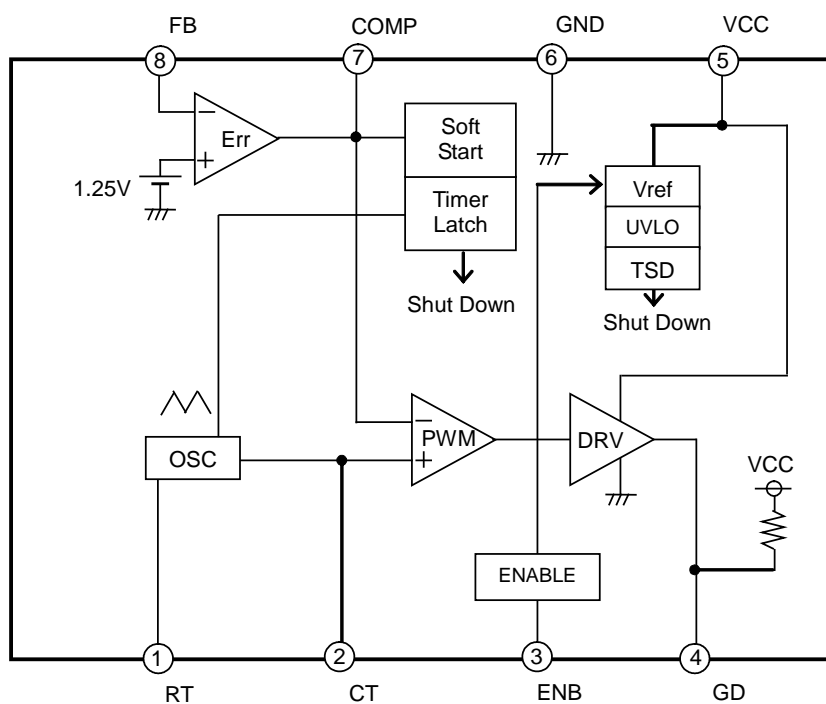 FB
COMP
GND
VCC
8
7
6
5
−
Err
+
1.25V
Soft
Start
Timer
Latch
Shut Down
Vref
UVLO
TSD
Shut Down
OSC
−
PWM
+
DRV
VCC
ENABLE
1
2
3
4
RT
CT
ENB
GD